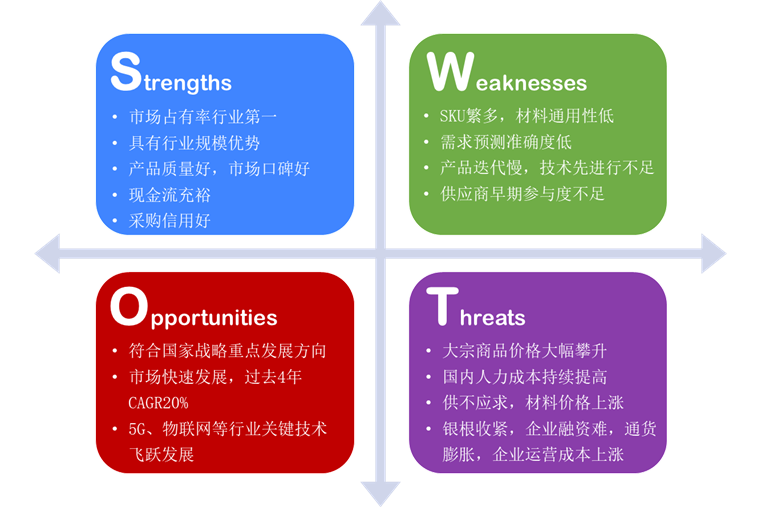 Strengths
• 市场占有率行业第一
• 具有行业规模优势
• 产品质量好，市场口碑好
• 现金流充裕
• 采购信用好
Weaknesses
• SKU繁多，材料通用性低
• 需求预测准确度低
• 产品迭代慢，技术先进行不足
• 供应商早期参与度不足
Opportunities
• 符合国家战略重点发展方向
• 市场快速发展，过去4年
CAGR20%
• 5G、物联网等行业关键技术
飞跃发展
Threats
• 大宗商品价格大幅攀升
• 国内人力成本持续提高
• 供不应求，材料价格上涨
• 银根收紧，企业融资难，通货
膨胀，企业运营成本上涨